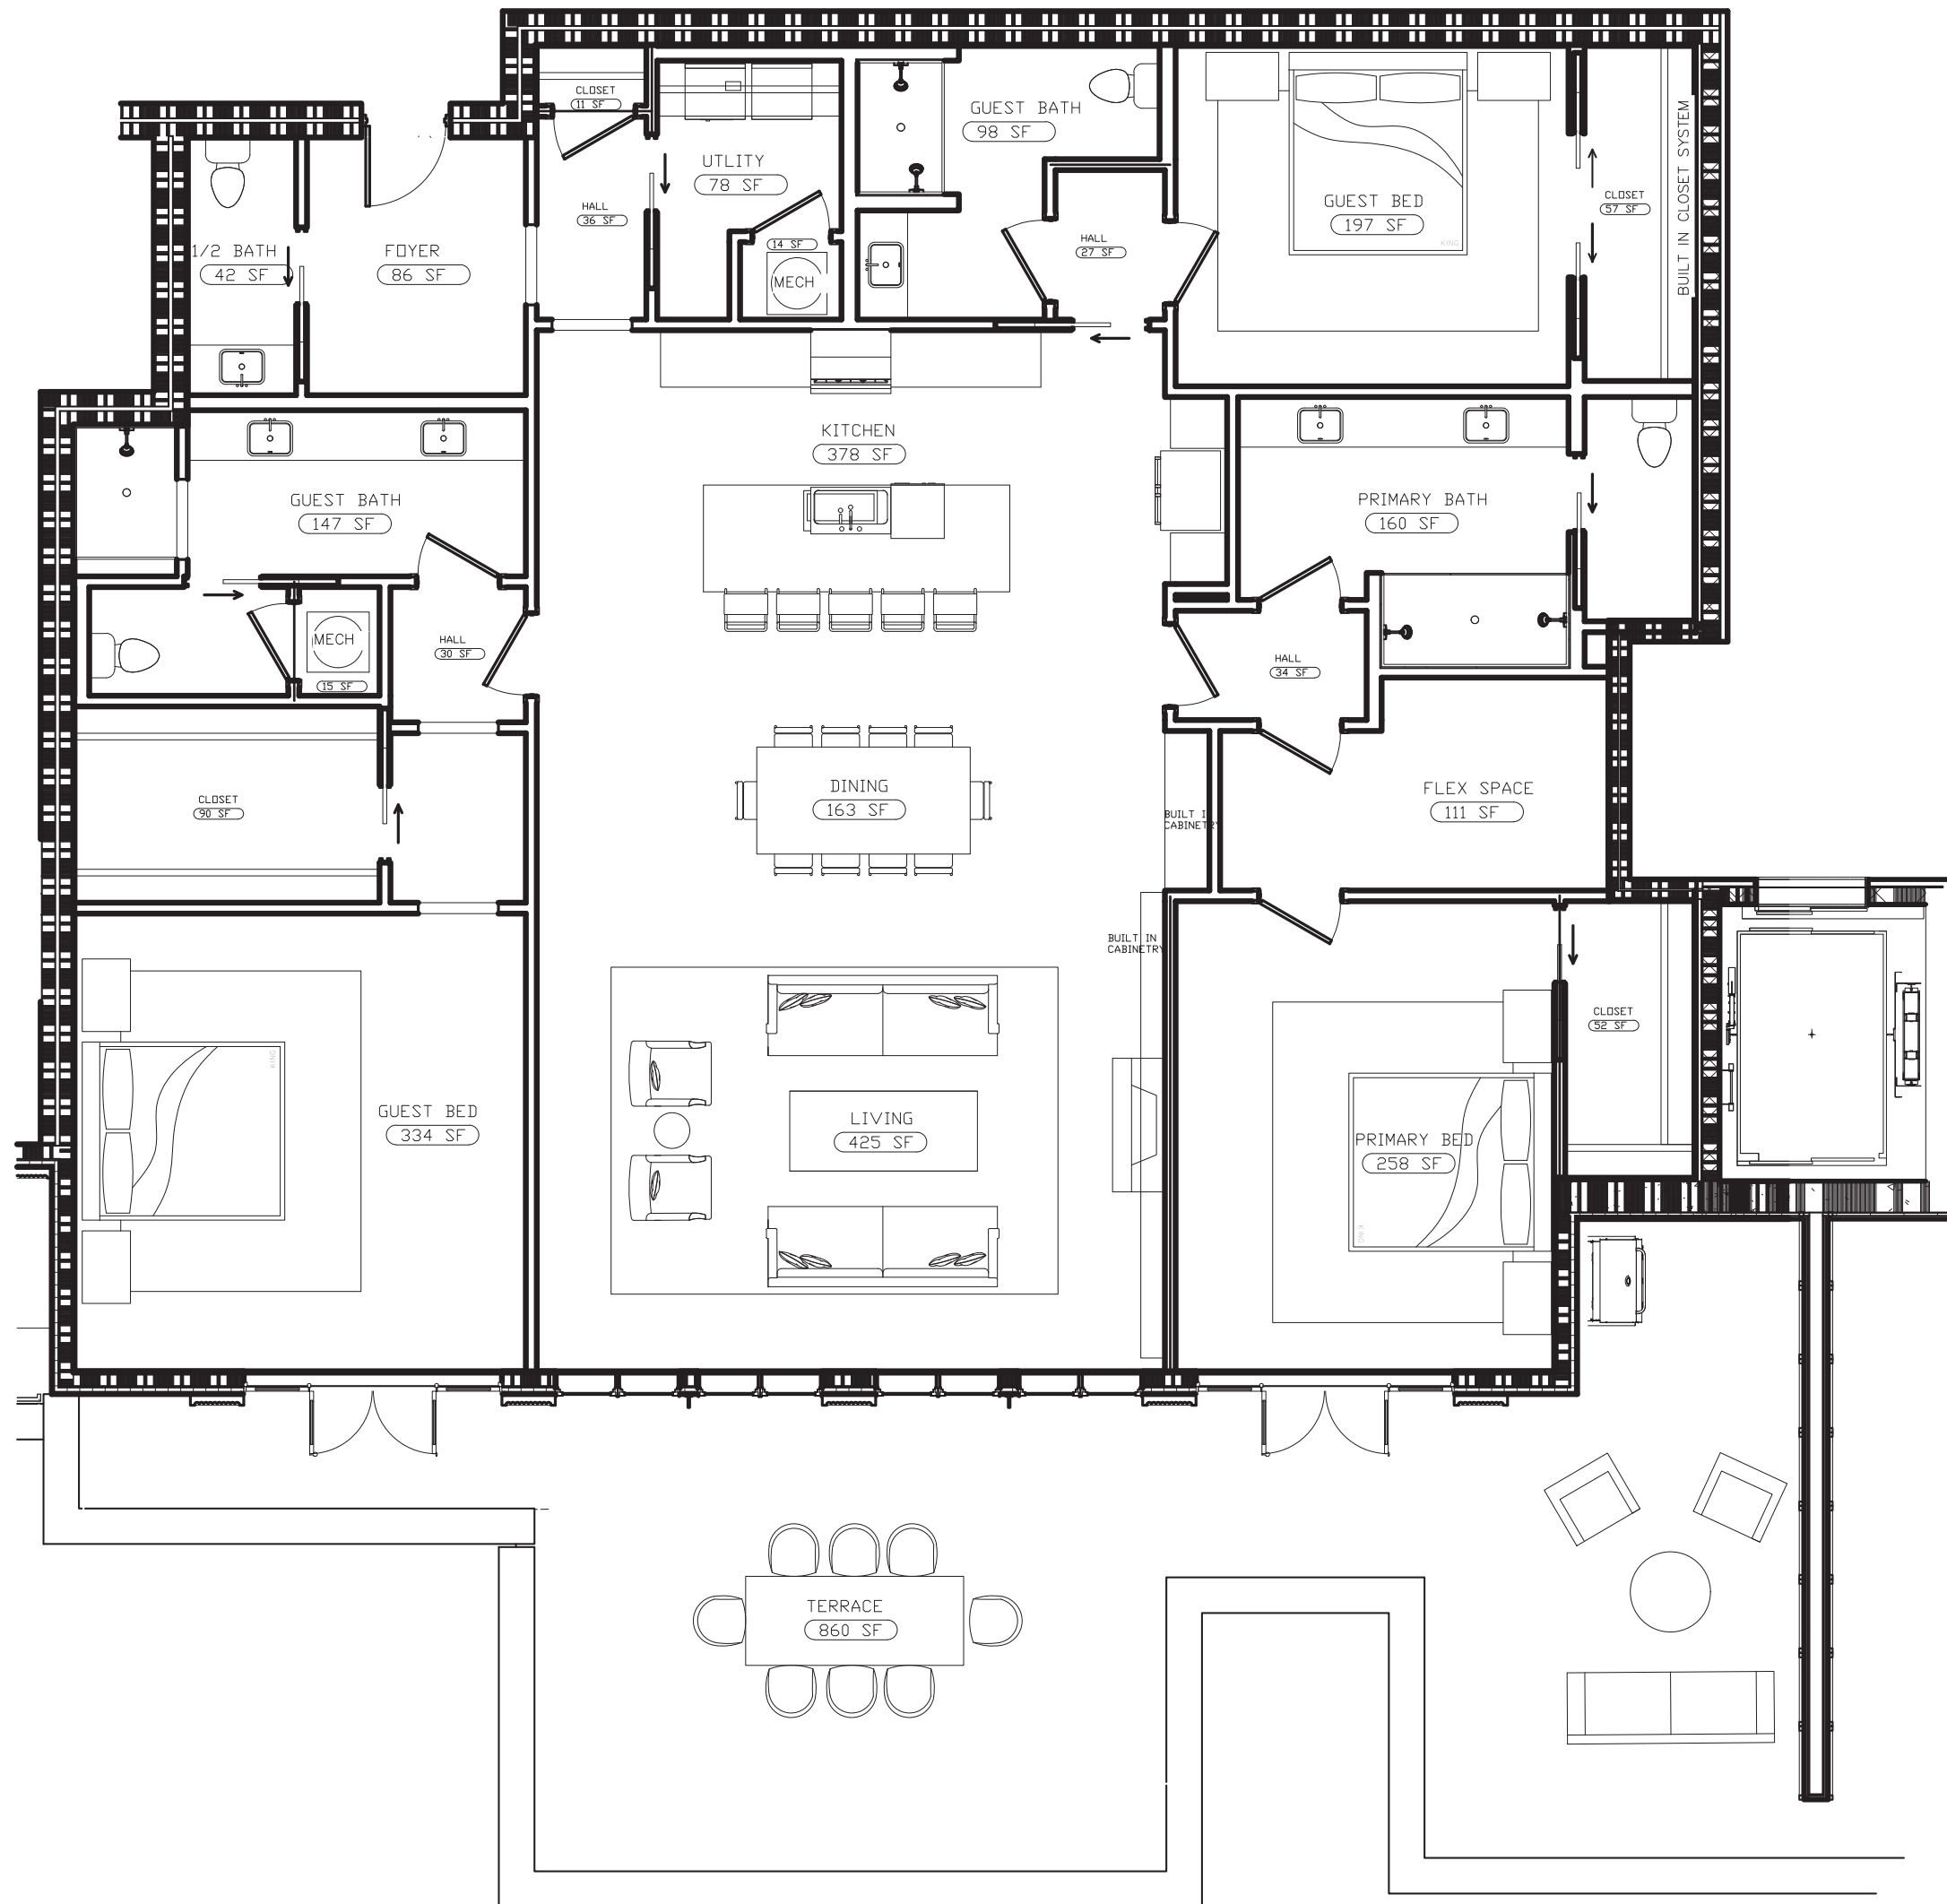 CLOSET
11 SF
GUEST BATH
98 SF
UTLITY
78 SF
BUILT IN CLOSET SYSTEM
GUEST BED
197 SF
KING
CLOSET
57 SF
HALL
36 SF
1/2 BATH
42 SF
FOYER
86 SF
14 SF
MECH
HALL
27 SF
KITCHEN
378 SF
GUEST BATH
147 SF
PRIMARY BATH
160 SF
MECH
15 SF
HALL
30 SF
HALL
34 SF
CLOSET
90 SF
DINING
163 SF
BUILT I
CABINETRY
FLEX SPACE
111 SF
BUILT IN
CABINETRY
CLOSET
52 SF
KING
GUEST BED
334 SF
LIVING
425 SF
PRIMARY BED
258 SF
KING
TERRACE
860 SF